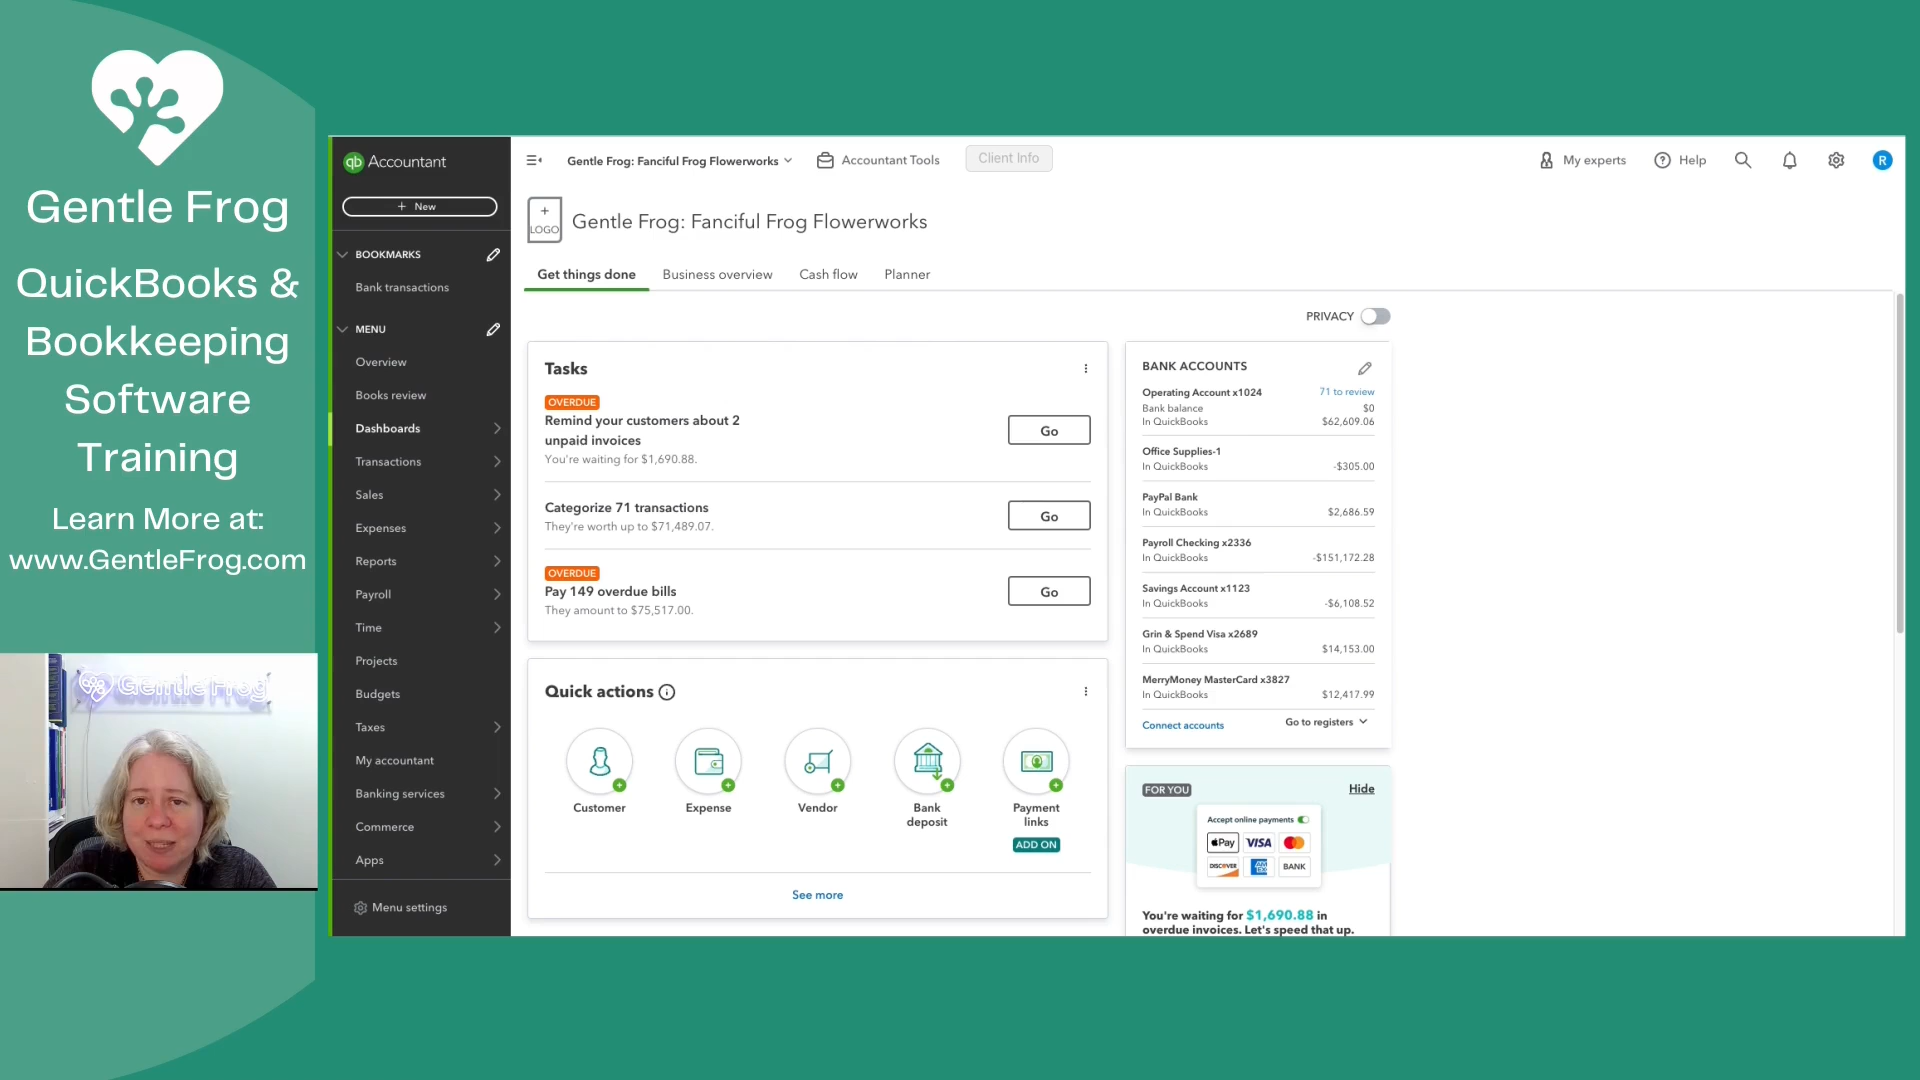 Gentle Frog
QuickBooks &
Bookkeeping
Software
Training
Learn More at:
www.GentleFrog.com
Gentle Frog
qb Accountant
+ New
BOOKMARKS
Bank transactions
MENU
Overview
Books review
Dashboards
Transactions
Sales
Expenses
Reports
Payroll
Time
Projects
Budgets
Taxes
My accountant
Banking services
Commerce
Apps
Menu settings
Gentle Frog: Fanciful Frog Flowerworks
Accountant Tools
Client Info
My experts
Help
R
+
LOGO
Gentle Frog: Fanciful Frog Flowerworks
Get things done
Business overview
Cash flow
Planner
PRIVACY
Tasks
OVERDUE
Remind your customers about 2
unpaid invoices
You're waiting for $1,690.88.
Go
Categorize 71 transactions
They're worth up to $71,489.07.
Go
OVERDUE
Pay 149 overdue bills
They amount to $75,517.00.
Go
Quick actions
Customer
Expense
Vendor
Bank
deposit
Payment
links
ADD ON
See more
BANK ACCOUNTS
Operating Account x1024 71 to review
Bank balance $0
In QuickBooks $62,609.06
Office Supplies-1
In QuickBooks -$305.00
PayPal Bank
In QuickBooks $2,686.59
Payroll Checking x2336
In QuickBooks -$151,172.28
Savings Account x1123
In QuickBooks -$6,108.52
Grin & Spend Visa x2689
In QuickBooks $14,153.00
MerryMoney MasterCard x3827
In QuickBooks $12,417.99
Connect accounts Go to registers
FOR YOU Hide
Accept online payments
Pay VISA
DISCOVER AM EX BANK
You're waiting for $1,690.88 in
overdue invoices. Let's speed that up.